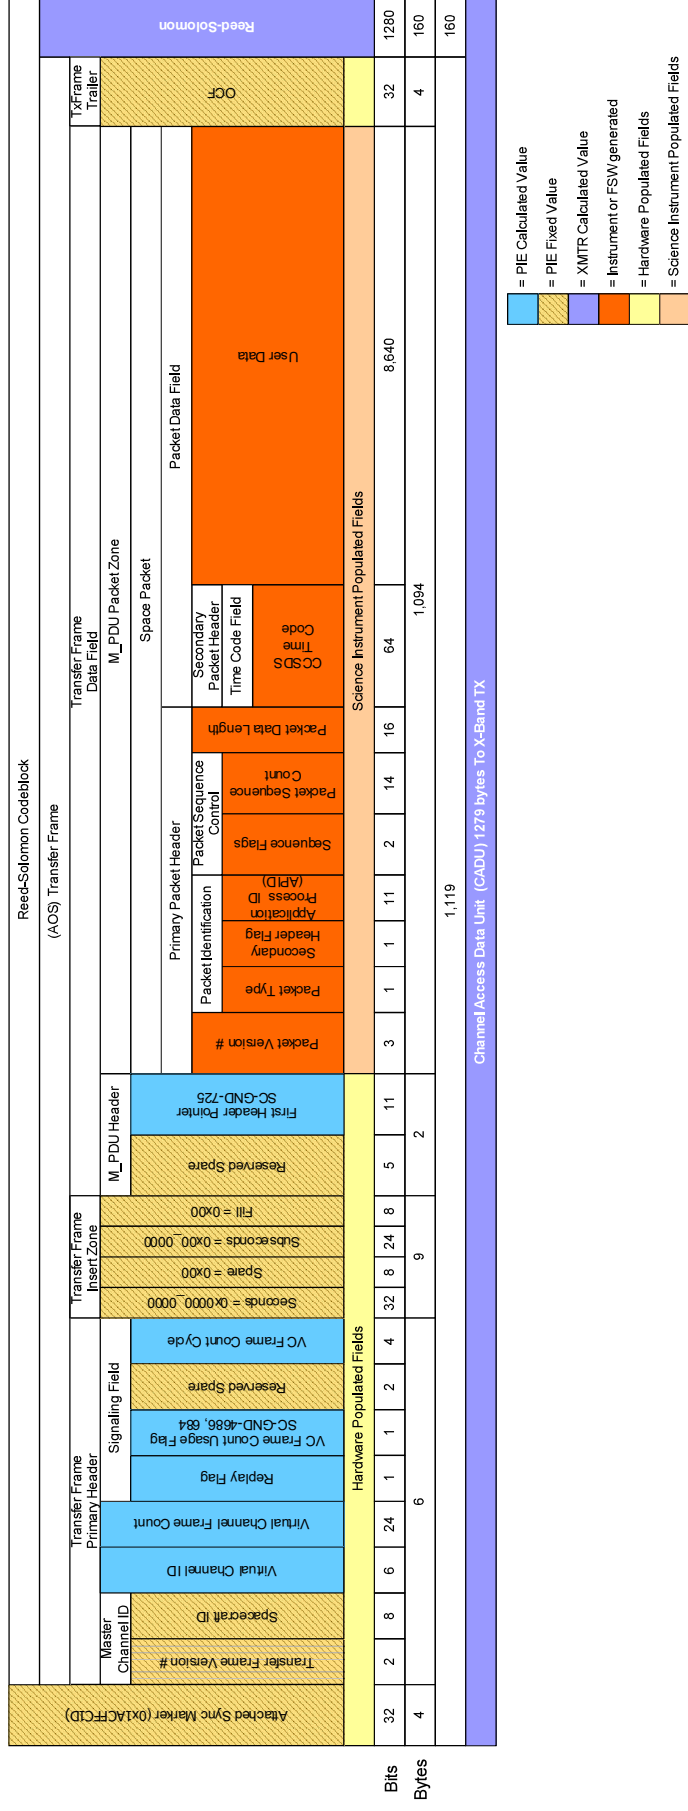 Reed-Solomon Codeblock
(AOS) Transfer Frame
Reed-Solomon
Transfer Frame
Primary Header
Transfer Frame
Insert Zone
Transfer Frame
Data Field
TxFrame
Trailer
Master
Channel ID
Signaling Field
M_PDU Header
M_PDU Packet Zone
Space Packet
Primary Packet Header
Packet Data Field
Packet Identification
Packet Sequence
Control
Secondary
Packet Header
Time Code Field
Attached Sync Marker (0x1ACFFC1D)
Transfer Frame Version #
Spacecraft ID
Virtual Channel ID
Virtual Channel Frame Count
Replay Flag
VC Frame Count Usage Flag
SC-GND-4686, 684
Reserved Spare
VC Frame Count Cycle
Seconds = 0x0000_0000
Spare = 0x00
Subseconds = 0x00_0000
Fill = 0x00
Reserved Spare
First Header Pointer
SC-GND-725
Packet Version #
Packet Type
Secondary
Header Flag
Application
Process ID
(APID)
Sequence Flags
Packet Sequence
Count
Packet Data Length
CCSDS
Time
Code
User Data
OCF
Hardware Populated Fields
Science Instrument Populated Fields
Bits
32
2
8
6
24
1
1
2
4
32
8
24
8
5
11
3
1
1
11
2
14
16
64
8,640
32
1280
Bytes
4
6
9
2
1,094
4
160
1,119
160
Channel Access Data Unit (CADU) 1279 bytes To X-Band TX
= PIE Calculated Value
= PIE Fixed Value
= XMTR Calculated Value
= Instrument or FSW generated
= Hardware Populated Fields
= Science Instrument Populated Fields